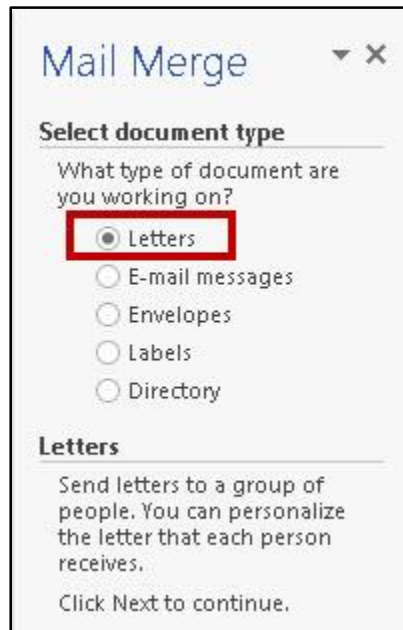 Mail Merge
Select document type
What type of document are
you working on?
Letters
E-mail messages
Envelopes
Labels
Directory
Letters
Send letters to a group of
people. You can personalize
the letter that each person
receives.
Click Next to continue.